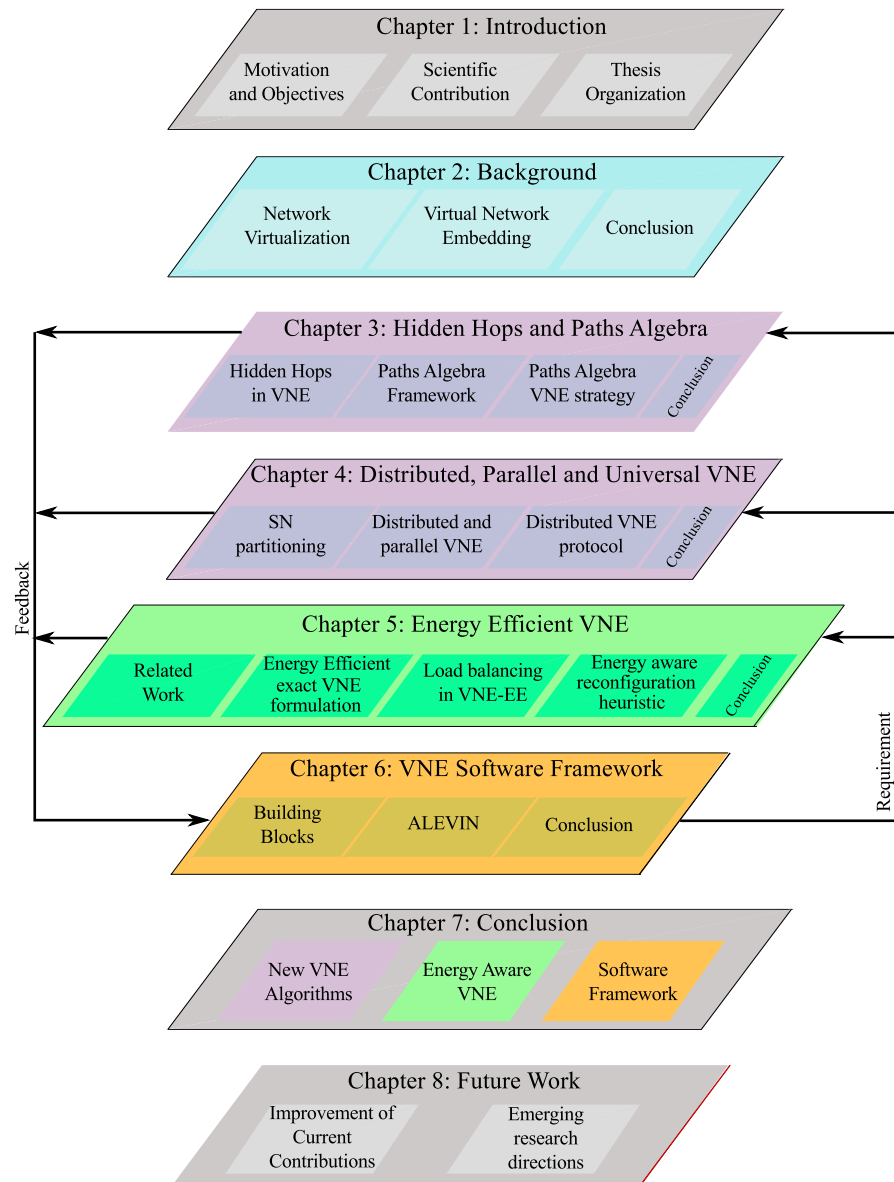 Chapter 1: Introduction
Motivation
and Objectives
Scientific
Contribution
Thesis
Organization
Chapter 2: Background
Network
Virtualization
Virtual Network
Embedding
Conclusion
Chapter 3: Hidden Hops and Paths Algebra
Hidden Hops
in VNE
Paths Algebra
Framework
Paths Algebra
VNE strategy
Conclusion
Chapter 4: Distributed, Parallel and Universal VNE
SN
partitioning
Distributed and
parallel VNE
Distributed VNE
protocol
Conclusion
Feedback
Chapter 5: Energy Efficient VNE
Related
Work
Energy Efficient
exact VNE
formulation
Load balancing
in VNE-EE
Energy aware
reconfiguration
heuristic
Conclusion
Requirement
Chapter 6: VNE Software Framework
Building
Blocks
ALEVIN
Conclusion
Chapter 7: Conclusion
New VNE
Algorithms
Energy Aware
VNE
Software
Framework
Chapter 8: Future Work
Improvement of
Current
Contributions
Emerging
research
directions